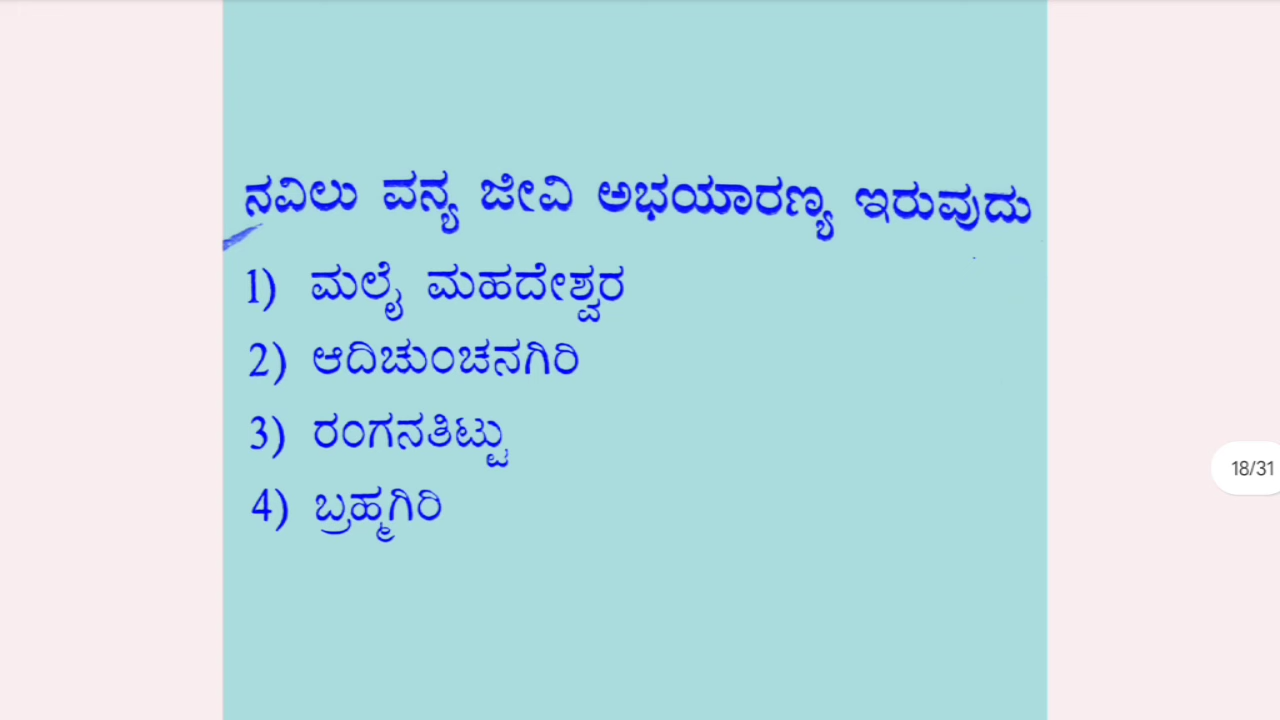 ನವಿಲು ವನ್ಯ ಜೀವಿ ಅಭಯಾರಣ್ಯ ಇರುವುದು
1) ಮಲೈ ಮಹದೇಶ್ವರ
2) ಆದಿಚುಂಚನಗಿರಿ
3) ರಂಗನತಿಟ್ಟು
4) ಬ್ರಹ್ಮಗಿರಿ
18/31